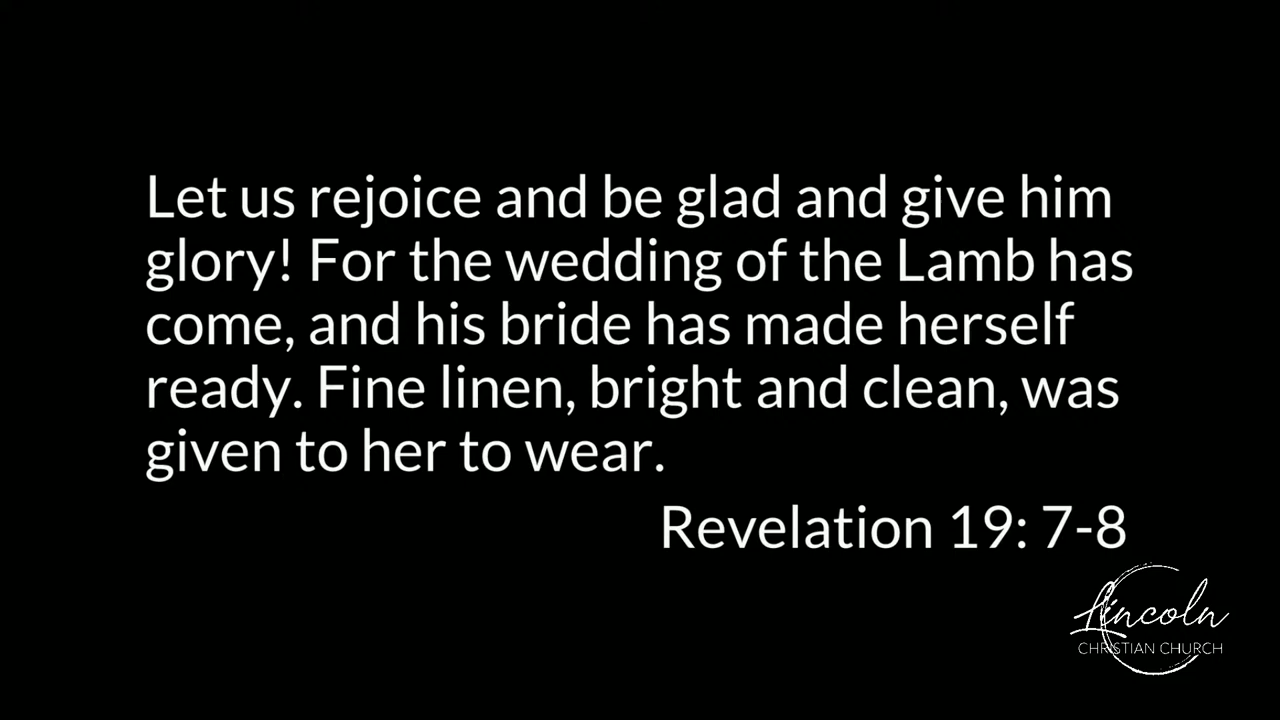 Let us rejoice and be glad and give him
glory! For the wedding of the Lamb has
come, and his bride has made herself
ready. Fine linen, bright and clean, was
given to her to wear.
Revelation 19: 7-8
Lincoln
CHRISTIAN CHURCH